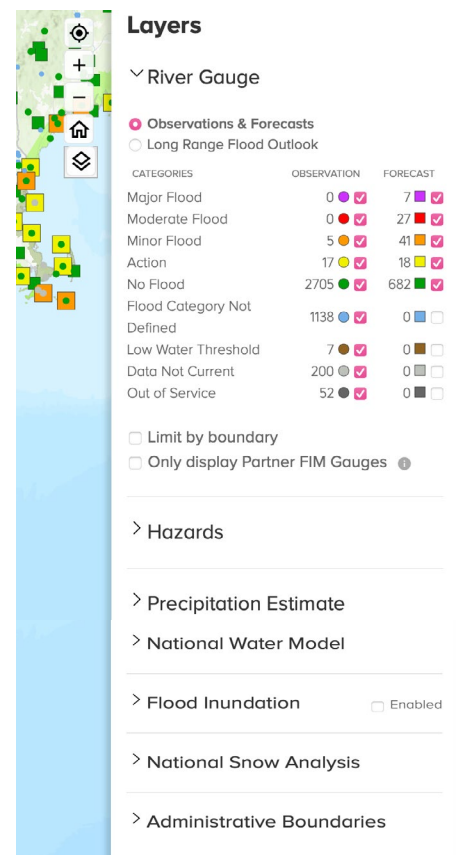 Layers
River Gauge
Observations & Forecasts
Long Range Flood Outlook
CATEGORIES OBSERVATION FORECAST
Major Flood 0 7
Moderate Flood 0 27
Minor Flood 5 41
Action 17 18
No Flood 2705 682
Flood Category Not
Defined 1138 0
Low Water Threshold 7 0
Data Not Current 200 0
Out of Service 52 0
Limit by boundary
Only display Partner FIM Gauges i
Hazards
Precipitation Estimate
National Water Model
Flood Inundation Enabled
National Snow Analysis
Administrative Boundaries